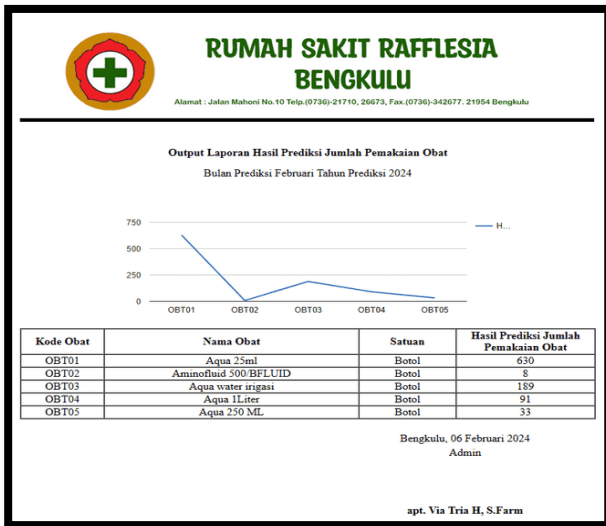 RUMAH SAKIT RAFFLESIA
BENGKULU
Alamat : Jalan Mahoni No.10 Telp.(0736)-21710, 26673, Fax.(0736)-342677. 21954 Bengkulu
Output Laporan Hasil Prediksi Jumlah Pemakaian Obat
Bulan Prediksi Februari Tahun Prediksi 2024
750
500
250
0
OBT01 OBT02 OBT03 OBT04 OBT05
H...
Kode Obat Nama Obat Satuan Hasil Prediksi Jumlah Pemakaian Obat
OBT01 Aqua 25ml Botol 630
OBT02 Aminofluid 500/BFLUID Botol 8
OBT03 Aqua water irigasi Botol 189
OBT04 Aqua 1Liter Botol 91
OBT05 Aqua 250 ML Botol 33
Bengkulu, 06 Februari 2024
Admin
apt. Via Tria H, S.Farm